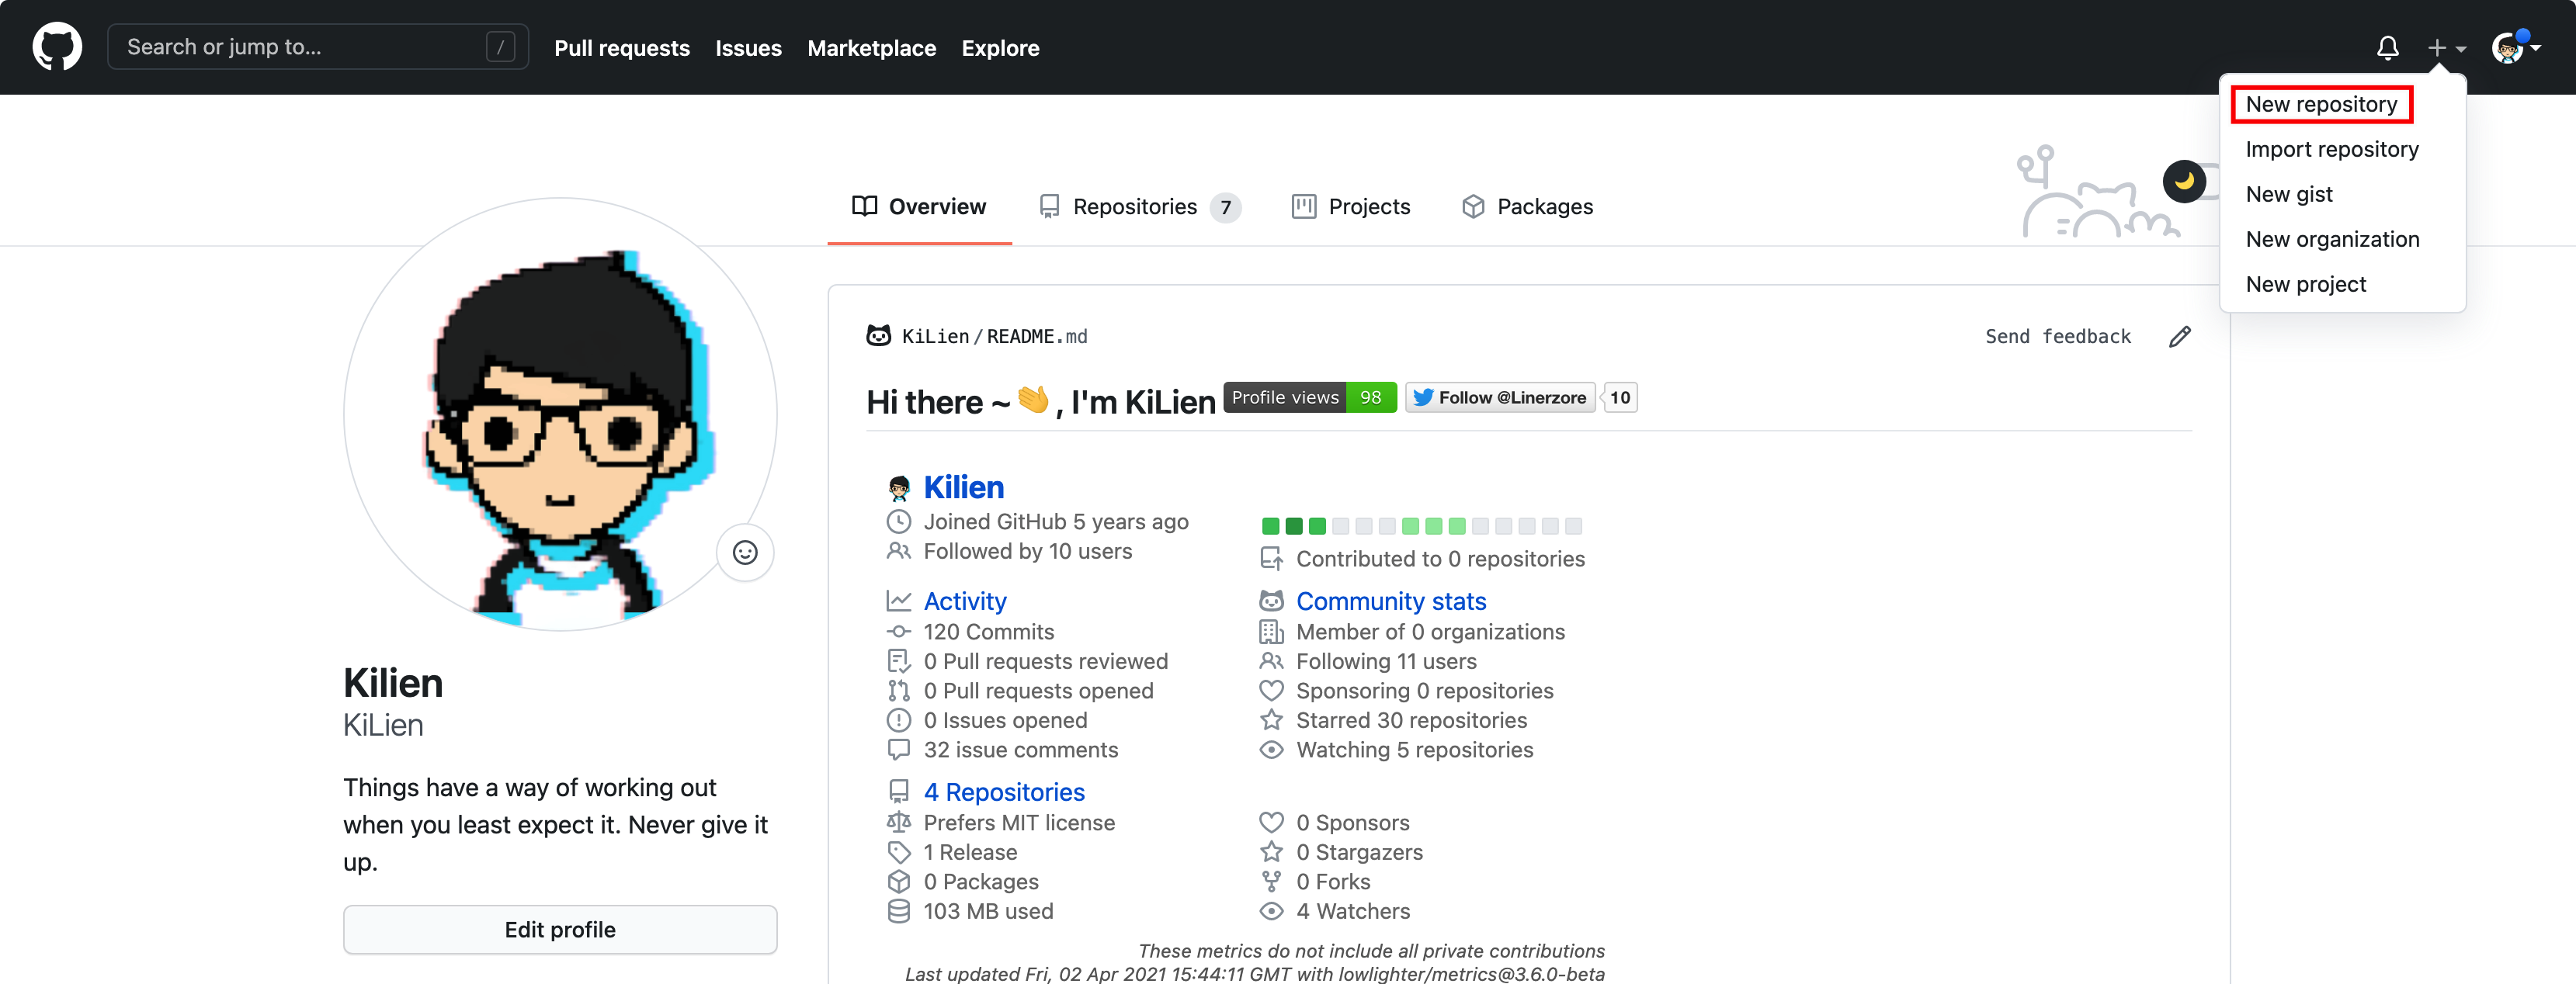 Search or jump to... /
Pull requests Issues Marketplace Explore
New repository
Import repository
New gist
New organization
New project
Overview Repositories 7 Projects Packages
Kilien
KiLien
Things have a way of working out
when you least expect it. Never give it
up.
Edit profile
KiLien/README.md
Send feedback
Hi there ~ 👋 , I'm KiLien Profile views 98 Follow @Linerzore 10
Kilien
Joined GitHub 5 years ago
Followed by 10 users
Contributed to 0 repositories
Activity
120 Commits
0 Pull requests reviewed
0 Pull requests opened
0 Issues opened
32 issue comments
Community stats
Member of 0 organizations
Following 11 users
Sponsoring 0 repositories
Starred 30 repositories
Watching 5 repositories
4 Repositories
Prefers MIT license
1 Release
0 Packages
103 MB used
0 Sponsors
0 Stargazers
0 Forks
4 Watchers
These metrics do not include all private contributions
Last updated Fri, 02 Apr 2021 15:44:11 GMT with lowlighter/metrics@3.6.0-beta